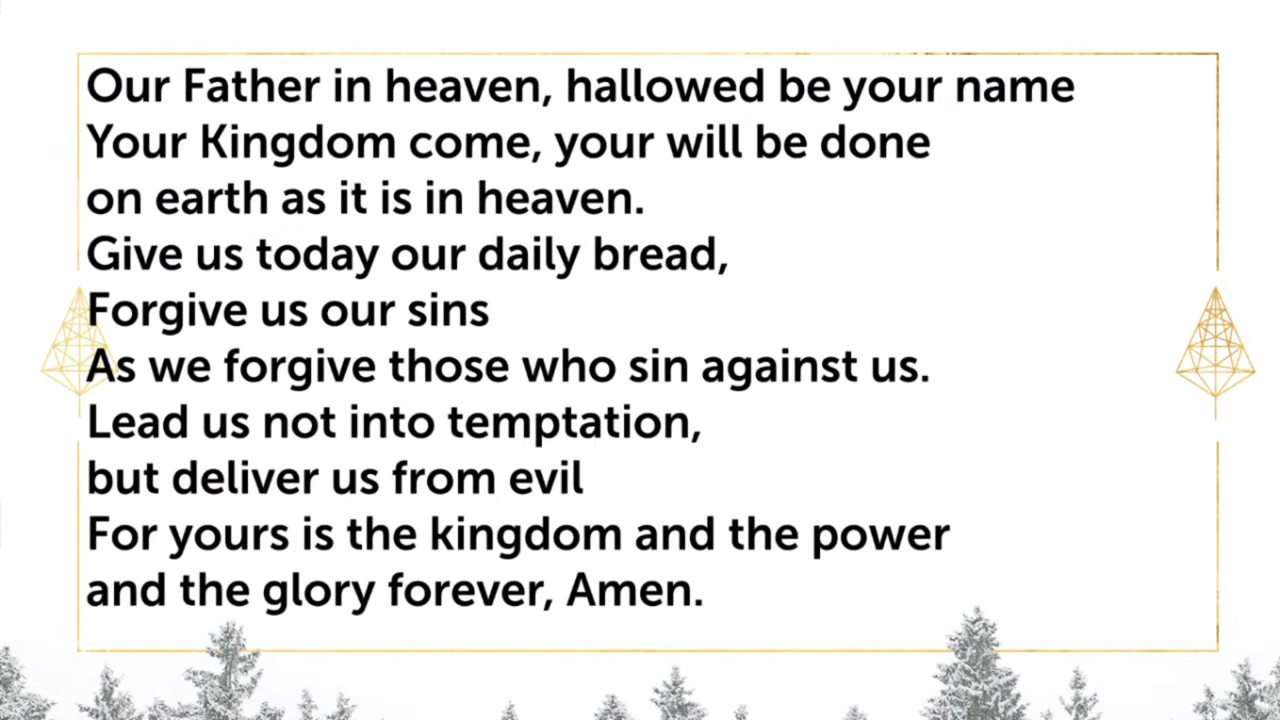 Our Father in heaven, hallowed be your name
Your Kingdom come, your will be done
on earth as it is in heaven.
Give us today our daily bread,
Forgive us our sins
As we forgive those who sin against us.
Lead us not into temptation,
but deliver us from evil
For yours is the kingdom and the power
and the glory forever, Amen.